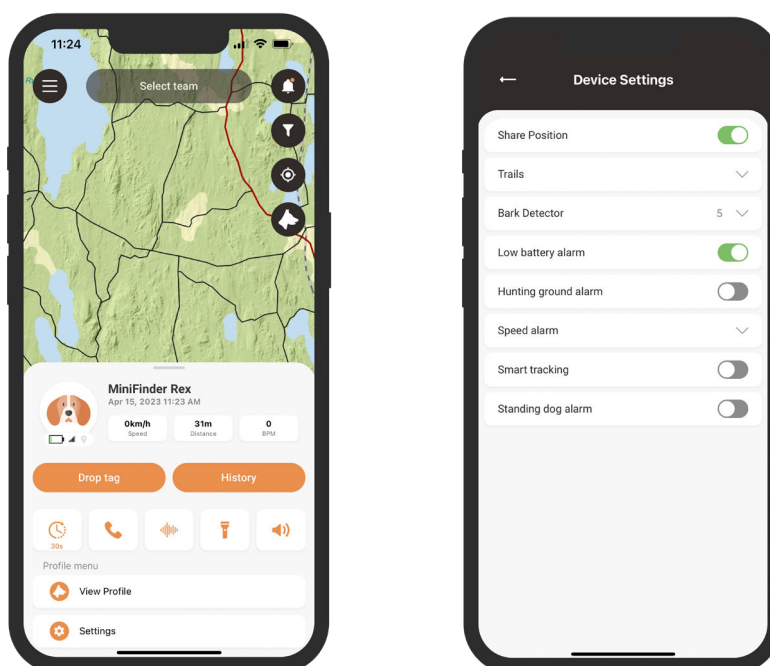 11:24
Select team
MiniFinder Rex
Apr 15, 2023 11:23 AM
0km/h
Speed
31m
Distance
0
BPM
Drop tag
History
30s
Profile menu
View Profile
Settings
Device Settings
Share Position
Trails
Bark Detector
5
Low battery alarm
Hunting ground alarm
Speed alarm
Smart tracking
Standing dog alarm